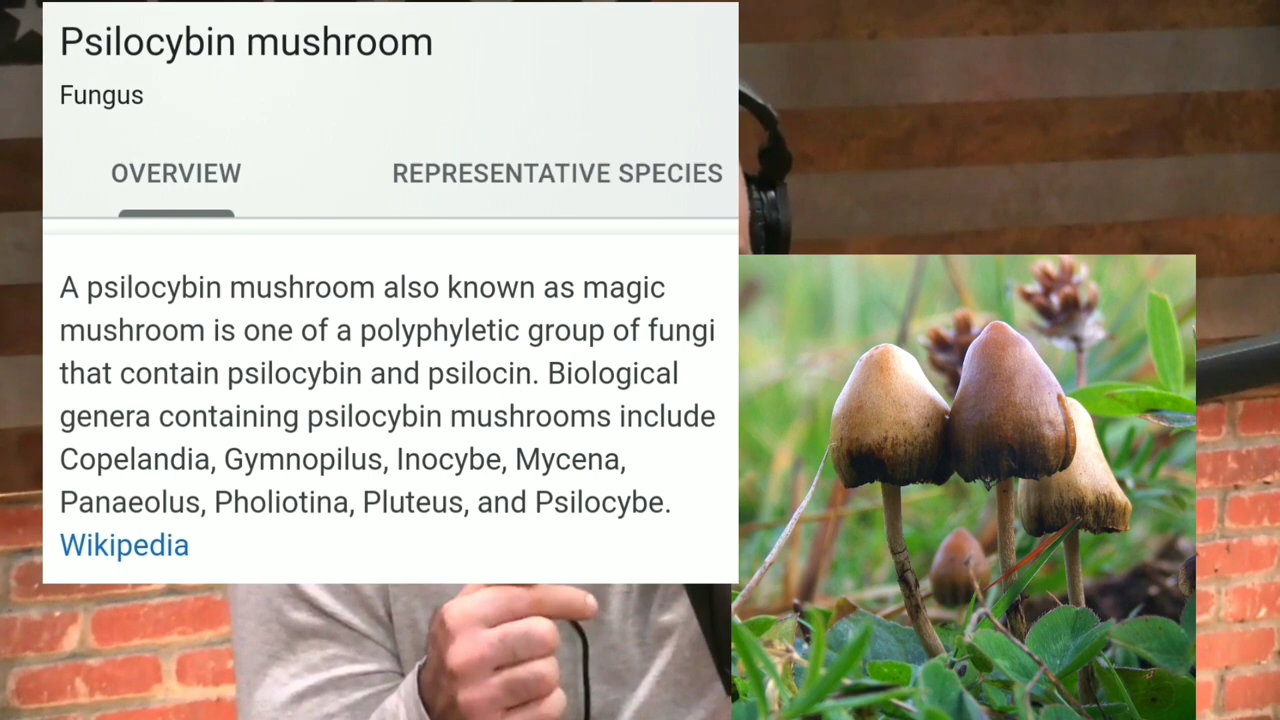 Psilocybin mushroom
Fungus
OVERVIEW
REPRESENTATIVE SPECIES
A psilocybin mushroom also known as magic
mushroom is one of a polyphyletic group of fungi
that contain psilocybin and psilocin. Biological
genera containing psilocybin mushrooms include
Copelandia, Gymnopilus, Inocybe, Mycena,
Panaeolus, Pholiotina, Pluteus, and Psilocybe.
Wikipedia